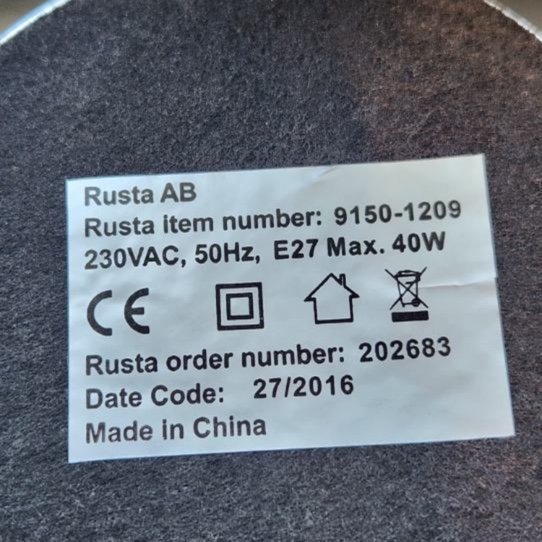 Rusta AB
Rusta item number: 9150-1209
230VAC, 50Hz, E27 Max. 40W
CE
Rusta order number: 202683
Date Code: 27/2016
Made in China